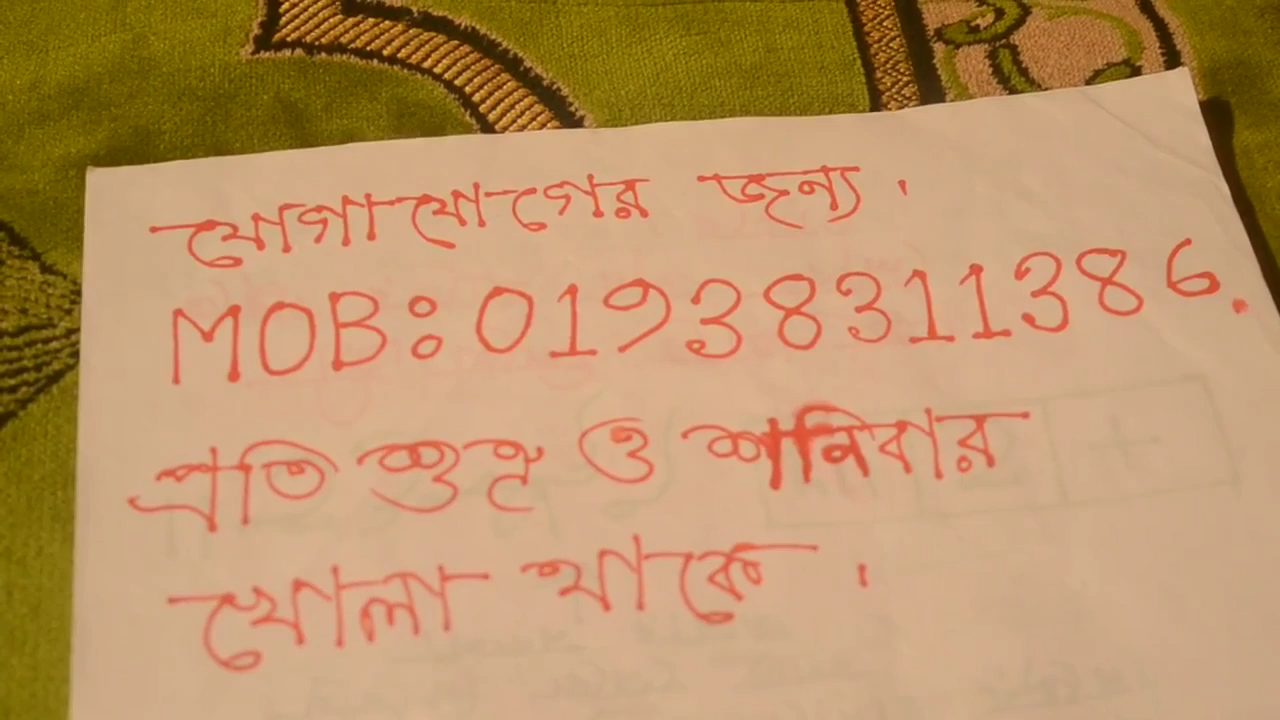 যোগাযোগের জন্য.
MOB: 01938311386.
প্রতি শুক্র ও শনিবার
খোলা থাকে।